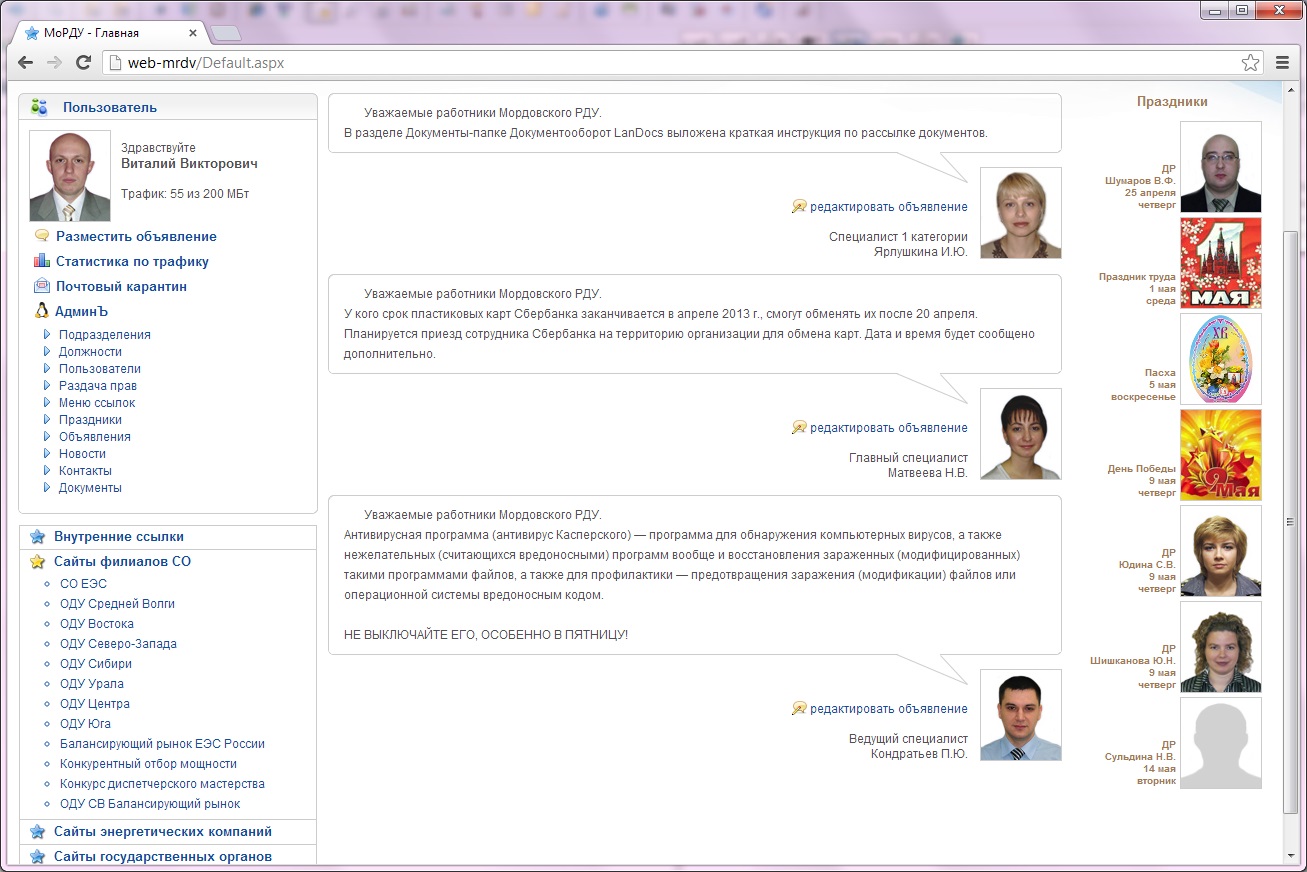 МоРДУ - Главная
web-mrdv/Default.aspx
Пользователь
Здравствуйте
Виталий Викторович
Трафик: 55 из 200 МБт
Разместить объявление
Статистика по трафику
Почтовый карантин
АдминЪ
Подразделения
Должности
Пользователи
Раздача прав
Меню ссылок
Праздники
Объявления
Новости
Контакты
Документы
Внутренние ссылки
Сайты филиалов СО
СО ЕЭС
ОДУ Средней Волги
ОДУ Востока
ОДУ Северо-Запада
ОДУ Сибири
ОДУ Урала
ОДУ Центра
ОДУ Юга
Балансирующий рынок ЕЭС России
Конкурентный отбор мощности
Конкурс диспетчерского мастерства
ОДУ СВ Балансирующий рынок
Сайты энергетических компаний
Сайты государственных органов
Уважаемые работники Мордовского РДУ.
В разделе Документы-папке Документооборот LanDocs выложена краткая инструкция по рассылке документов.
редактировать объявление
Специалист 1 категории
Ярлушкина И.Ю.
Уважаемые работники Мордовского РДУ.
У кого срок пластиковых карт Сбербанка заканчивается в апреле 2013 г., смогут обменять их после 20 апреля.
Планируется приезд сотрудника Сбербанка на территорию организации для обмена карт. Дата и время будет сообщено
дополнительно.
редактировать объявление
Главный специалист
Матвеева Н.В.
Уважаемые работники Мордовского РДУ.
Антивирусная программа (антивирус Касперского) — программа для обнаружения компьютерных вирусов, а также
нежелательных (считающихся вредоносными) программ вообще и восстановления зараженных (модифицированных)
такими программами файлов, а также для профилактики — предотвращения заражения (модификации) файлов или
операционной системы вредоносным кодом.
НЕ ВЫКЛЮЧАЙТЕ ЕГО, ОСОБЕННО В ПЯТНИЦУ!
редактировать объявление
Ведущий специалист
Кондратьев П.Ю.
Праздники
ДР
Шумаров В.Ф.
25 апреля
четверг
Праздник труда
1 мая
среда
1
МАЯ
Пасха
5 мая
воскресенье
ХВ
День Победы
9 мая
четверг
9 Мая
ДР
Юдина С.В.
9 мая
четверг
ДР
Шишканова Ю.Н.
9 мая
четверг
ДР
Сульдина Н.В.
14 мая
вторник